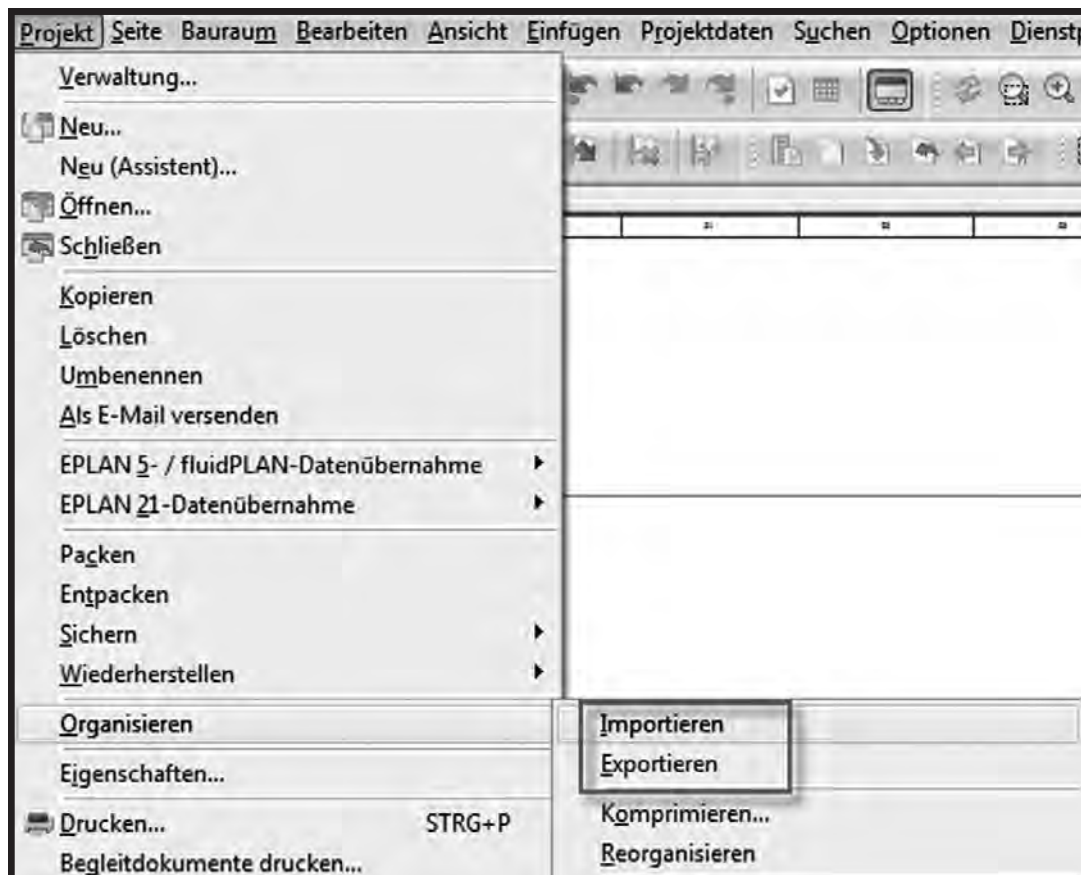 Projekt Seite Bauraum Bearbeiten Ansicht Einfügen Projektdaten Suchen Optionen
Verwaltung...
Neu...
Neu (Assistent)...
Öffnen...
Schließen
Kopieren
Löschen
Umbenennen
Als E-Mail versenden
EPLAN 5- / fluidPLAN-Datenübernahme
EPLAN 21-Datenübernahme
Packen
Entpacken
Sichern
Wiederherstellen
Organisieren
Importieren
Exportieren
Eigenschaften...
Komprimieren...
Drucken... STRG+P
Reorganisieren
Begleitdokumente drucken...